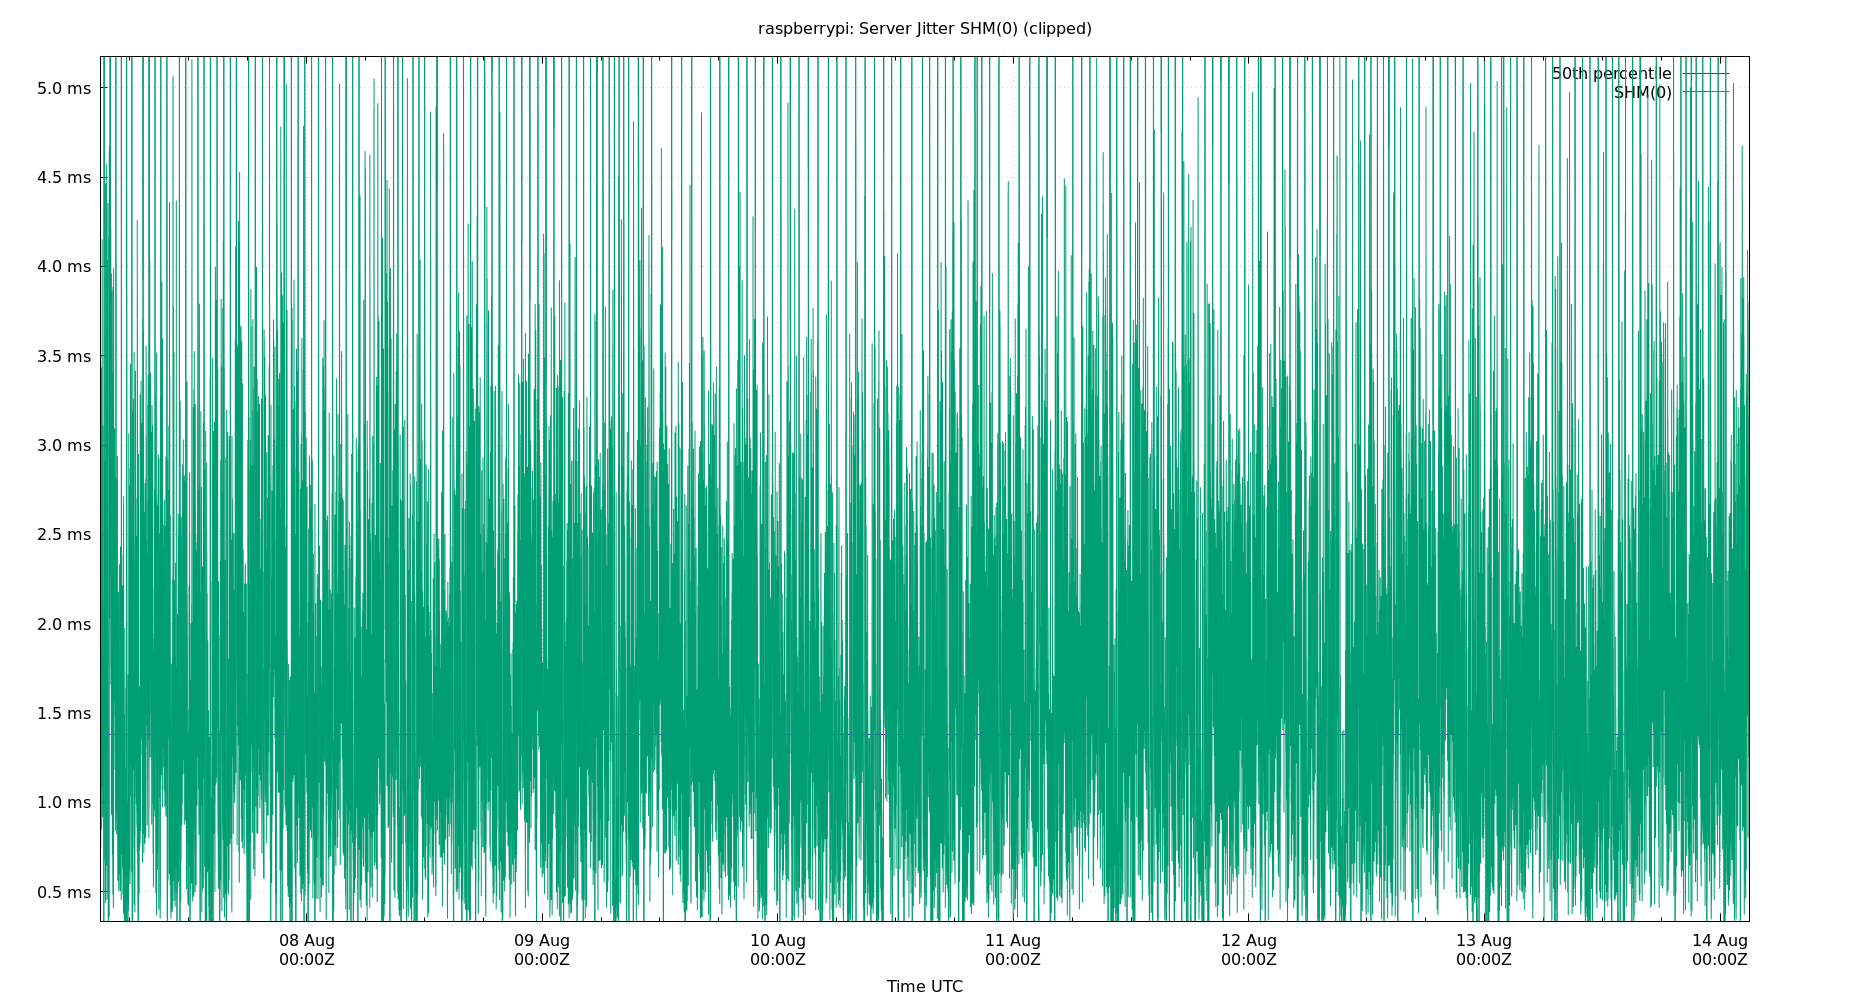 raspberrypi: Server Jitter SHM(0) (clipped)
50th percentile
SHM(0)
5.0 ms
4.5 ms
4.0 ms
3.5 ms
3.0 ms
2.5 ms
2.0 ms
1.5 ms
1.0 ms
0.5 ms
08 Aug 09 Aug 10 Aug 11 Aug 12 Aug 13 Aug 14 Aug
00:00Z 00:00Z 00:00Z 00:00Z 00:00Z 00:00Z 00:00Z
Time UTC